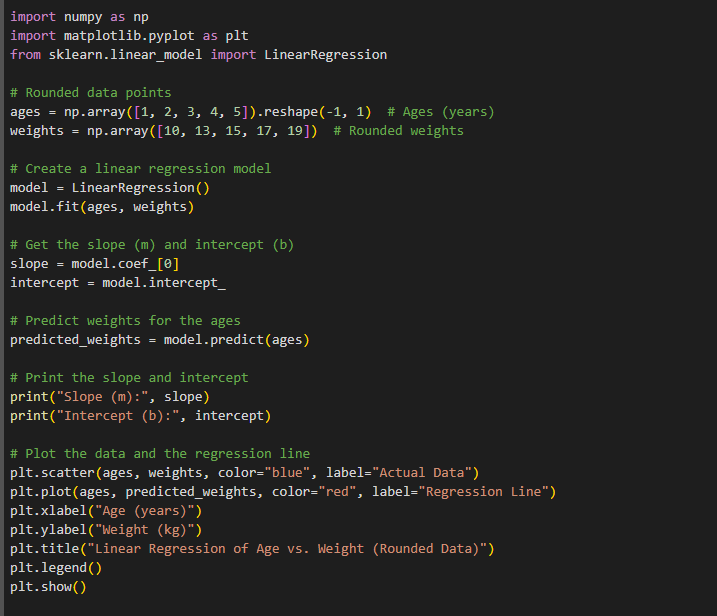 import numpy as np
import matplotlib.pyplot as plt
from sklearn.linear_model import LinearRegression
# Rounded data points
ages = np.array([1, 2, 3, 4, 5]).reshape(-1, 1)  # Ages (years)
weights = np.array([10, 13, 15, 17, 19])  # Rounded weights
# Create a linear regression model
model = LinearRegression()
model.fit(ages, weights)
# Get the slope (m) and intercept (b)
slope = model.coef_[0]
intercept = model.intercept_
# Predict weights for the ages
predicted_weights = model.predict(ages)
# Print the slope and intercept
print("Slope (m):", slope)
print("Intercept (b):", intercept)
# Plot the data and the regression line
plt.scatter(ages, weights, color="blue", label="Actual Data")
plt.plot(ages, predicted_weights, color="red", label="Regression Line")
plt.xlabel("Age (years)")
plt.ylabel("Weight (kg)")
plt.title("Linear Regression of Age vs. Weight (Rounded Data)")
plt.legend()
plt.show()